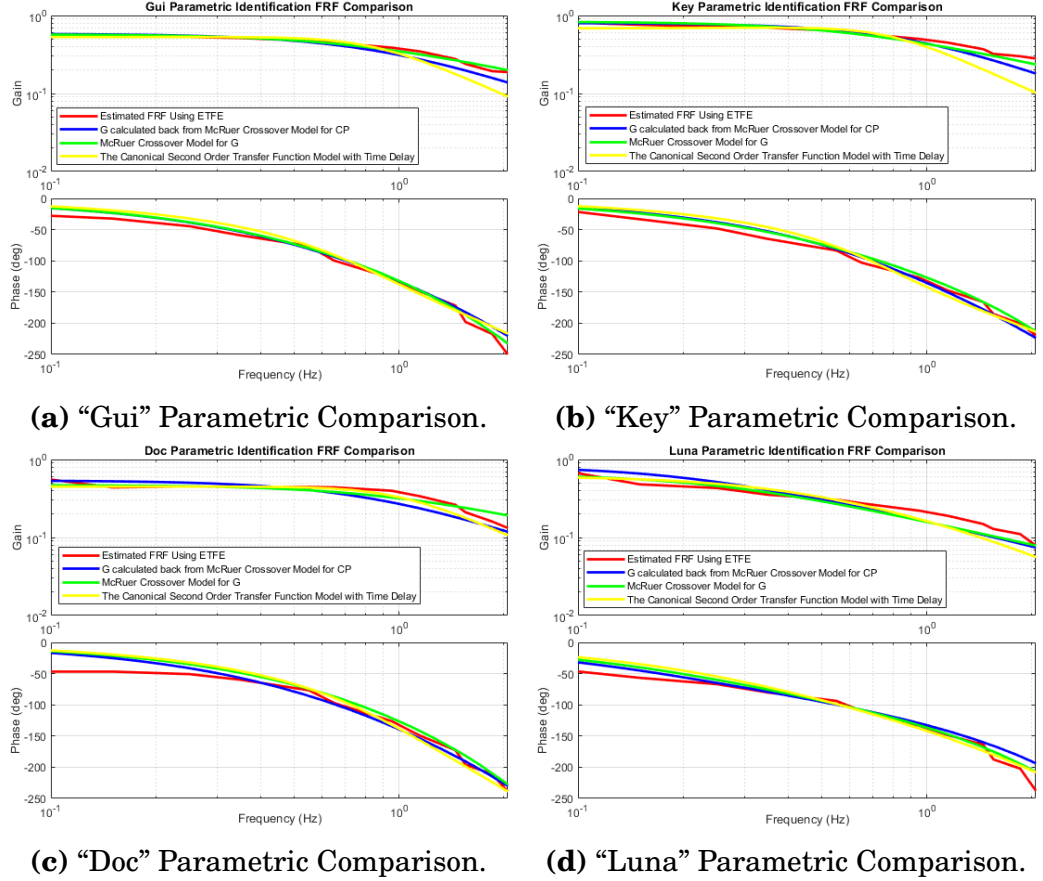 Gui Parametric Identification FRF Comparison
10^0
10^-1
10^-2
Gain
Estimated FRF Using ETFE
G calculated back from McRuer Crossover Model for CP
McRuer Crossover Model for G
The Canonical Second Order Transfer Function Model with Time Delay
10^-1
10^0
0
-50
-100
-150
-200
-250
Phase (deg)
10^-1
10^0
Frequency (Hz)
(a) “Gui” Parametric Comparison.
Key Parametric Identification FRF Comparison
10^0
10^-1
10^-2
Gain
Estimated FRF Using ETFE
G calculated back from McRuer Crossover Model for CP
McRuer Crossover Model for G
The Canonical Second Order Transfer Function Model with Time Delay
10^-1
10^0
0
-50
-100
-150
-200
-250
Phase (deg)
10^-1
10^0
Frequency (Hz)
(b) “Key” Parametric Comparison.
Doc Parametric Identification FRF Comparison
10^0
10^-1
10^-2
Gain
Estimated FRF Using ETFE
G calculated back from McRuer Crossover Model for CP
McRuer Crossover Model for G
The Canonical Second Order Transfer Function Model with Time Delay
10^-1
10^0
0
-50
-100
-150
-200
-250
Phase (deg)
10^-1
10^0
Frequency (Hz)
(c) “Doc” Parametric Comparison.
Luna Parametric Identification FRF Comparison
10^0
10^-1
10^-2
Gain
Estimated FRF Using ETFE
G calculated back from McRuer Crossover Model for CP
McRuer Crossover Model for G
The Canonical Second Order Transfer Function Model with Time Delay
10^-1
10^0
0
-50
-100
-150
-200
-250
Phase (deg)
10^-1
10^0
Frequency (Hz)
(d) “Luna” Parametric Comparison.